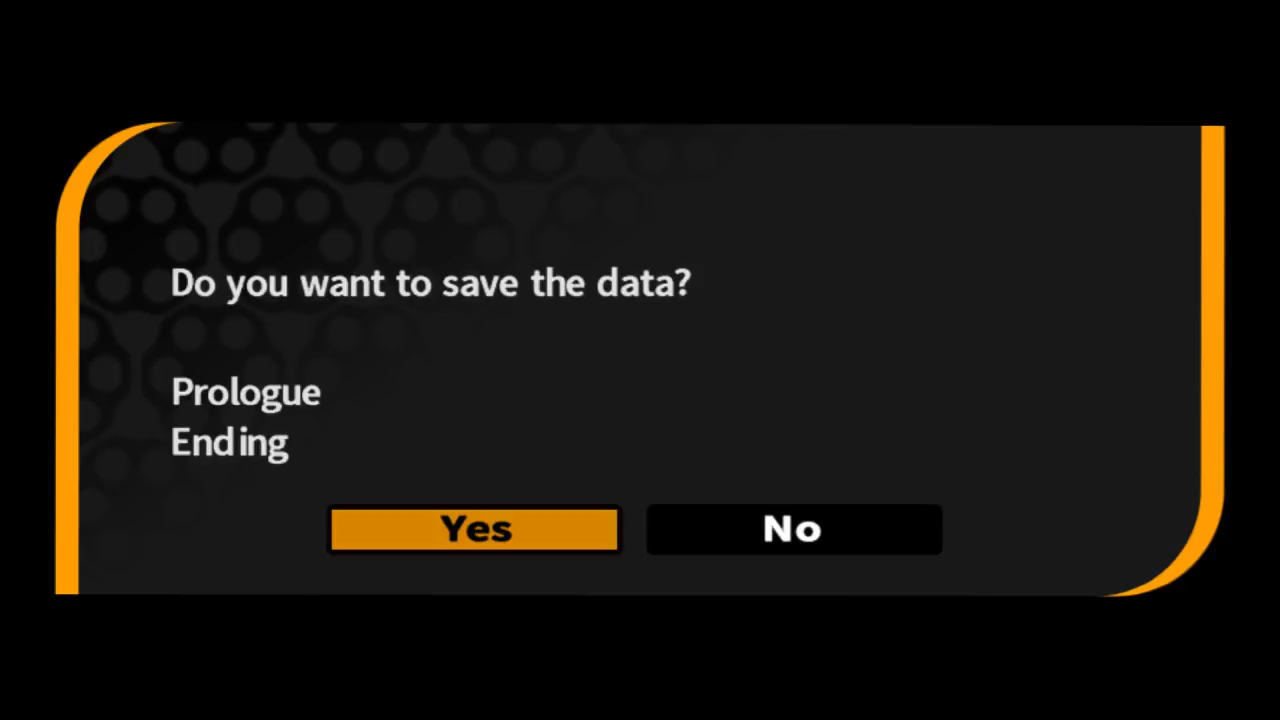 Do you want to save the data?
Prologue
Ending
Yes
No